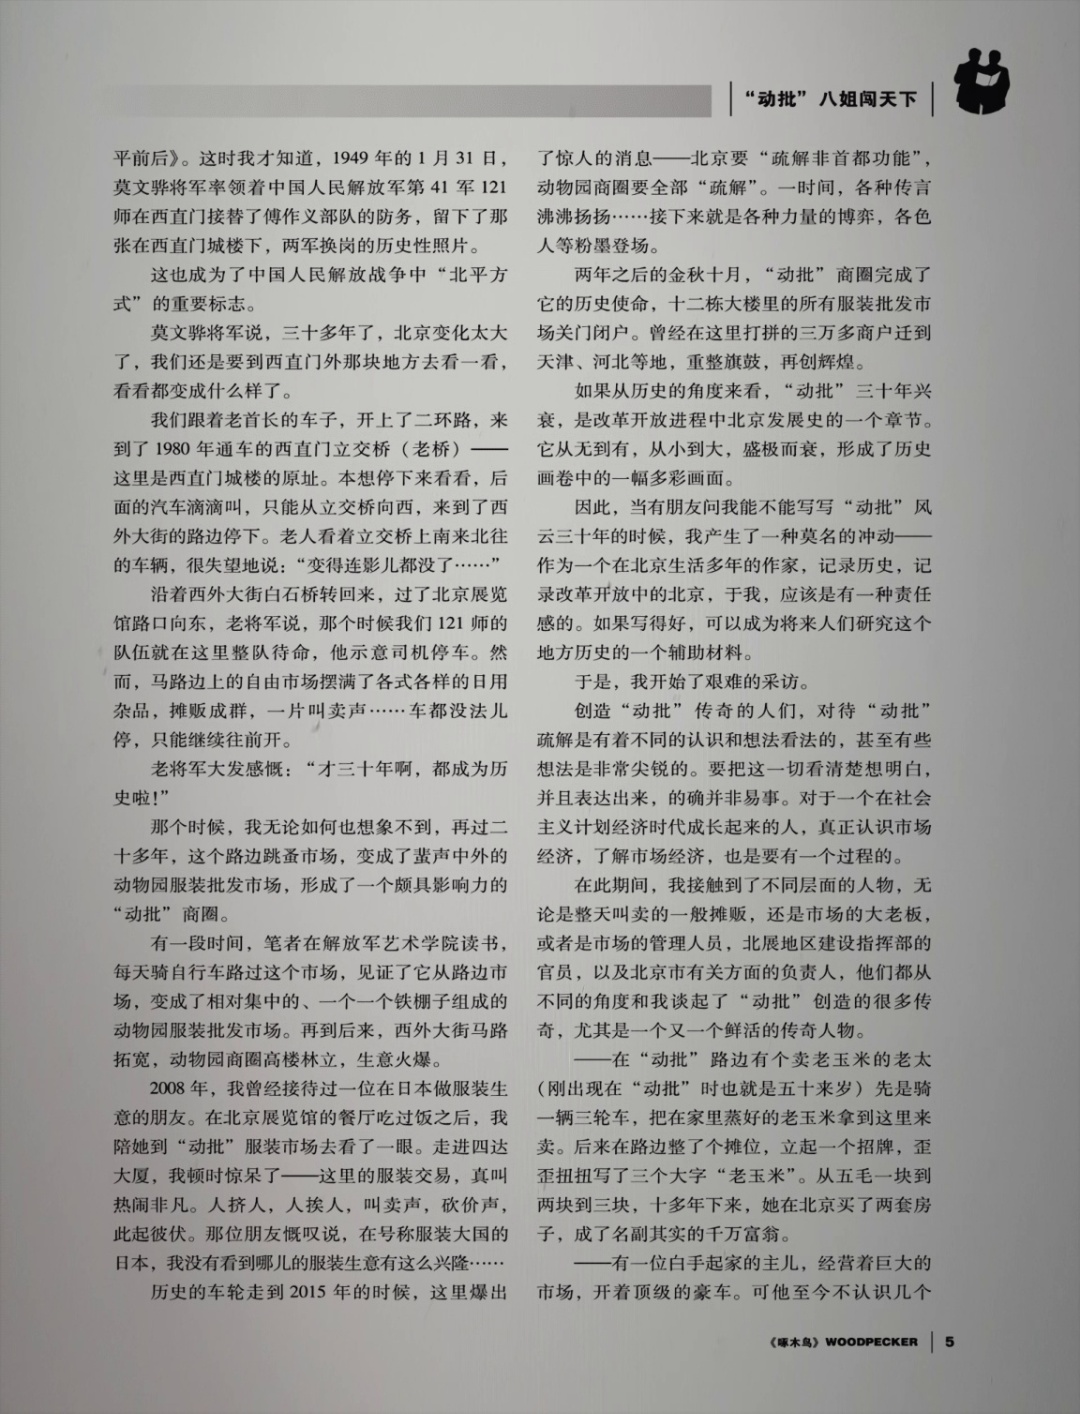 “动批”八姐闯天下
平前后》。这时我才知道，1949 年的 1 月 31 日，
莫文骅将军率领着中国人民解放军第 41 军 121
师在西直门接替了傅作义部队的防务，留下了那
张在西直门城楼下，两军换岗的历史性照片。
这也成为了中国人民解放战争中“北平方
式”的重要标志。
莫文骅将军说，三十多年了，北京变化太大
了，我们还是要到西直门外那块地方去看一看，
看看都变成什么样了。
我们跟着老首长的车子，开上了二环路，来
到了 1980 年通车的西直门立交桥（老桥）——
这里是西直门城楼的原址。本想停下来看看，后
面的汽车滴滴叫，只能从立交桥向西，来到了西
外大街的路边停下。老人看着立交桥上南来北往
的车辆，很失望地说：“变得连影儿都没了……”
沿着西外大街白石桥转回来，过了北京展览
馆路口向东，老将军说，那个时候我们 121 师的
队伍就在这里整队待命，他示意司机停车。然
而，马路边上的自由市场摆满了各式各样的日用
杂品，摊贩成群，一片叫卖声……车都没法儿
停，只能继续往前开。
老将军大发感慨：“才三十年啊，都成为历
史啦！”
那个时候，我无论如何也想象不到，再过二
十多年，这个路边跳蚤市场，变成了蜚声中外的
动物园服装批发市场，形成了一个颇具影响力的
“动批”商圈。
有一段时间，笔者在解放军艺术学院读书，
每天骑自行车路过这个市场，见证了它从路边市
场，变成了相对集中的、一个一个铁棚子组成的
动物园服装批发市场。再到后来，西外大街马路
拓宽，动物园商圈高楼林立，生意火爆。
2008 年，我曾经接待过一位在日本做服装生
意的朋友。在北京展览馆的餐厅吃过饭之后，我
陪她到“动批”服装市场去看了一眼。走进四达
大厦，我顿时惊呆了——这里的服装交易，真叫
热闹非凡。人挤人，人挨人，叫卖声，砍价声，
此起彼伏。那位朋友慨叹说，在号称服装大国的
日本，我没有看到哪儿的服装生意有这么兴隆……
历史的车轮走到 2015 年的时候，这里爆出
了惊人的消息——北京要“疏解非首都功能”，
动物园商圈要全部“疏解”。一时间，各种传言
沸沸扬扬……接下来就是各种力量的博弈，各色
人等粉墨登场。
两年之后的金秋十月，“动批”商圈完成了
它的历史使命，十二栋大楼里的所有服装批发市
场关门闭户。曾经在这里打拼的三万多商户迁到
天津、河北等地，重整旗鼓，再创辉煌。
如果从历史的角度来看，“动批”三十年兴
衰，是改革开放进程中北京发展史的一个章节。
它从无到有，从小到大，盛极而衰，形成了历史
画卷中的一幅多彩画面。
因此，当有朋友问我能不能写写“动批”风
云三十年的时候，我产生了一种莫名的冲动——
作为一个在北京生活多年的作家，记录历史，记
录改革开放中的北京，于我，应该是有一种责任
感的。如果写得好，可以成为将来人们研究这个
地方历史的一个辅助材料。
于是，我开始了艰难的采访。
创造“动批”传奇的人们，对待“动批”
疏解是有着不同的认识和想法看法的，甚至有些
想法是非常尖锐的。要把这一切看清楚想明白，
并且表达出来，的确并非易事。对于一个在社会
主义计划经济时代成长起来的人，真正认识市场
经济，了解市场经济，也是要有一个过程的。
在此期间，我接触到了不同层面的人物，无
论是整天叫卖的一般摊贩，还是市场的大老板，
或者是市场的管理人员，北展地区建设指挥部的
官员，以及北京市有关方面的负责人，他们都从
不同的角度和我谈起了“动批”创造的很多传
奇，尤其是一个又一个鲜活的传奇人物。
——在“动批”路边有个卖老玉米的老太
（刚出现在“动批”时也就是五十来岁）先是骑
一辆三轮车，把在家里蒸好的老玉米拿到这里来
卖。后来在路边整了个摊位，立起一个招牌，歪
歪扭扭写了三个大字“老玉米”。从五毛一块到
两块到三块，十多年下来，她在北京买了两套房
子，成了名副其实的千万富翁。
——有一位白手起家的主儿，经营着巨大的
市场，开着顶级的豪车。可他至今不认识几个
《啄木鸟》WOODPECKER 5